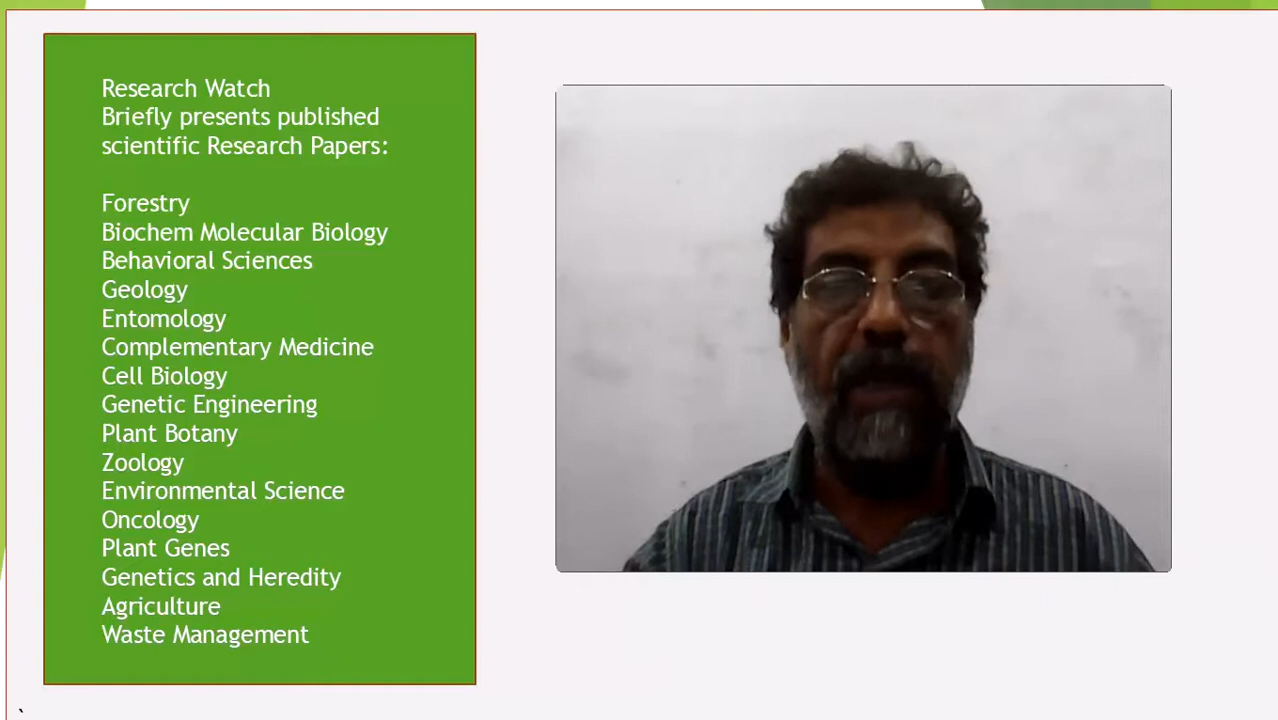 Research Watch
Briefly presents published
scientific Research Papers:
Forestry
Biochem Molecular Biology
Behavioral Sciences
Geology
Entomology
Complementary Medicine
Cell Biology
Genetic Engineering
Plant Botany
Zoology
Environmental Science
Oncology
Plant Genes
Genetics and Heredity
Agriculture
Waste Management
`